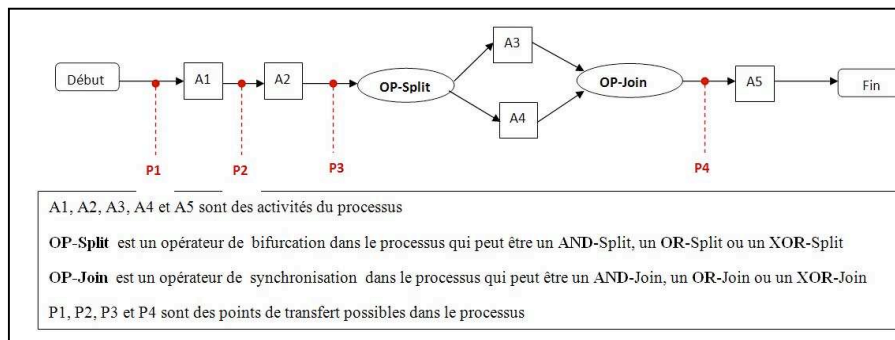 Début
A1
A2
OP-Split
A3
A4
OP-Join
A5
Fin
P1
P2
P3
P4
A1, A2, A3, A4 et A5 sont des activités du processus
OP-Split est un opérateur de bifurcation dans le processus qui peut être un AND-Split, un OR-Split ou un XOR-Split
OP-Join est un opérateur de synchronisation dans le processus qui peut être un AND-Join, un OR-Join ou un XOR-Join
P1, P2, P3 et P4 sont des points de transfert possibles dans le processus